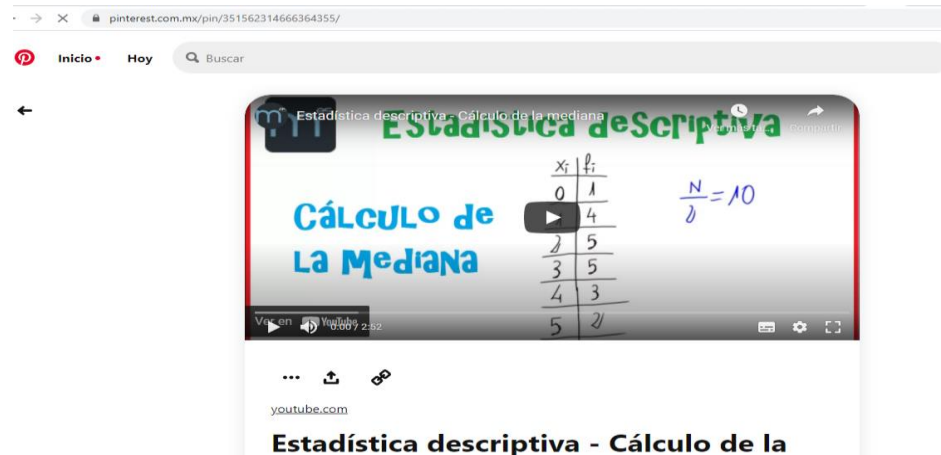 pinterest.com.mx/pin/351562314666364355/
Inicio Hoy Buscar
Estadística descriptiva - Cálculo de la mediana
Estadística descriptiva
Compartir
Cálculo de
la mediana
xi fi
0 1
4
2 5
3 5
4 3
5 2
N/2 = 10
Ver en YouTube
0:00 / 2:52
youtube.com
Estadística descriptiva - Cálculo de la